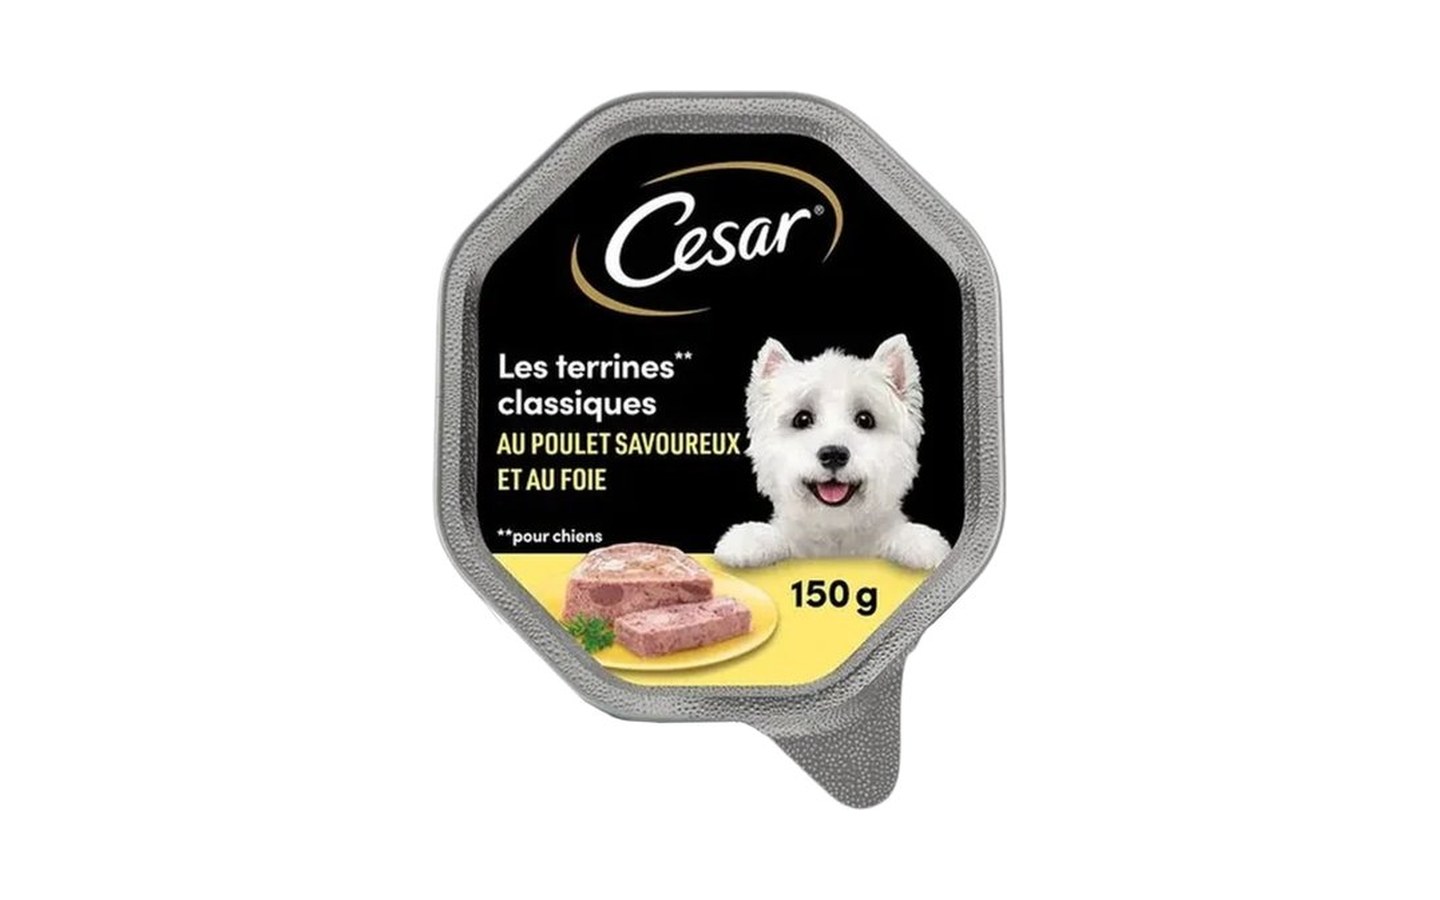 Cesar®
Les terrines**
classiques
AU POULET SAVOUREUX
ET AU FOIE
**pour chiens
150 g